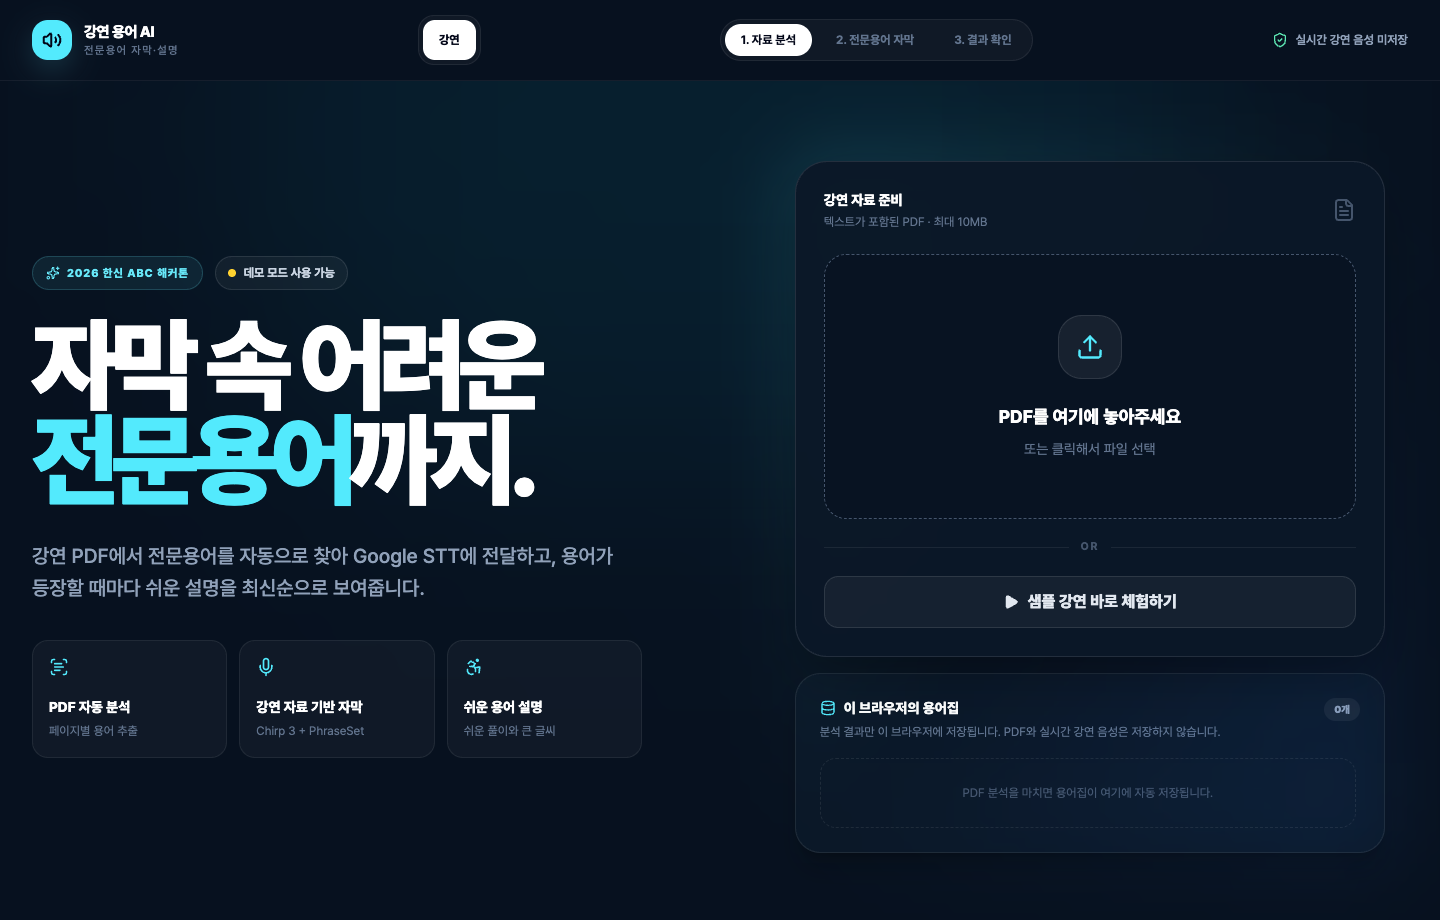 강연 용어 AI
전문용어 자막·설명
강연
1. 자료 분석
2. 전문용어 자막
3. 결과 확인
실시간 강연 음성 미저장
2026 한신 ABC 해커톤
데모 모드 사용 가능
자막 속 어려운
전문용어까지.
강연 PDF에서 전문용어를 자동으로 찾아 Google STT에 전달하고, 용어가
등장할 때마다 쉬운 설명을 최신순으로 보여줍니다.
PDF 자동 분석
페이지별 용어 추출
강연 자료 기반 자막
Chirp 3 + PhraseSet
쉬운 용어 설명
쉬운 풀이와 큰 글씨
강연 자료 준비
텍스트가 포함된 PDF · 최대 10MB
PDF를 여기에 놓아주세요
또는 클릭해서 파일 선택
OR
샘플 강연 바로 체험하기
이 브라우저의 용어집
0개
분석 결과만 이 브라우저에 저장됩니다. PDF와 실시간 강연 음성은 저장하지 않습니다.
PDF 분석을 마치면 용어집이 여기에 자동 저장됩니다.